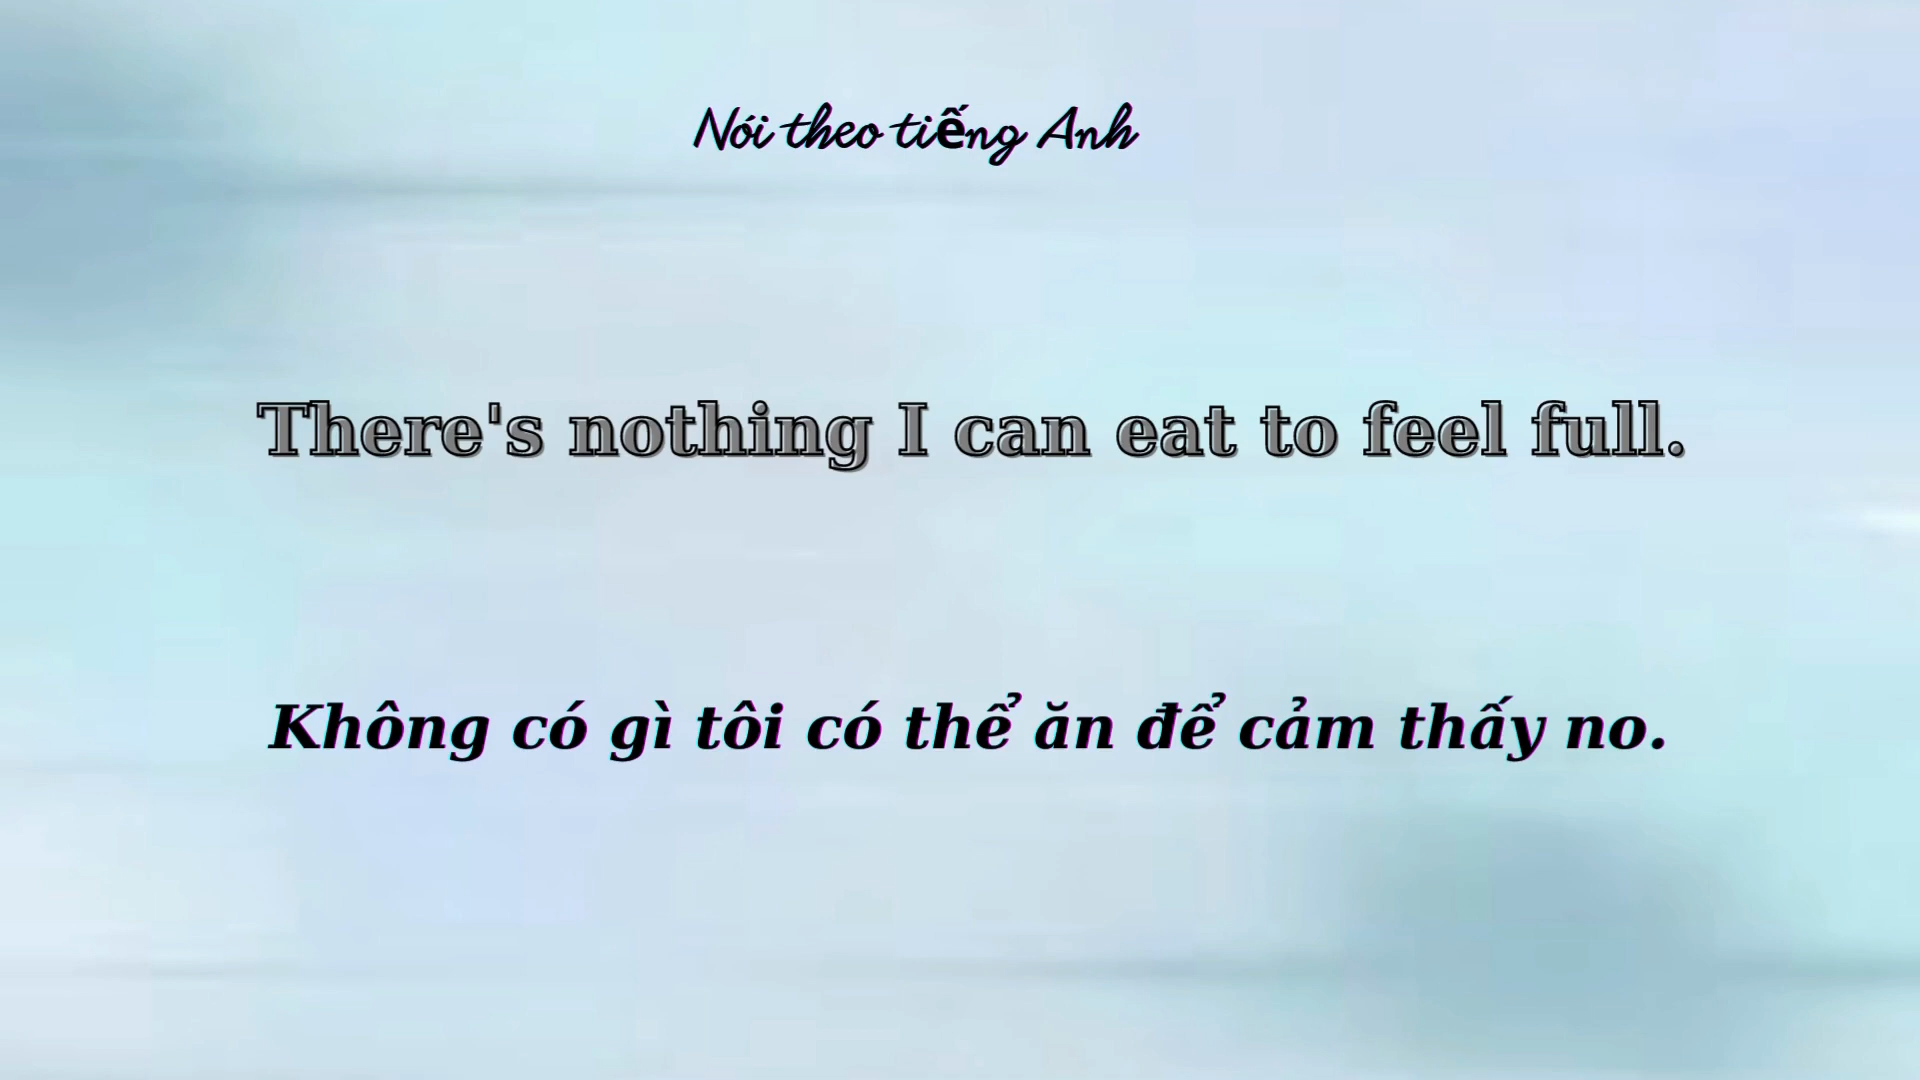 Nói theo tiếng Anh
There's nothing I can eat to feel full.
Không có gì tôi có thể ăn để cảm thấy no.